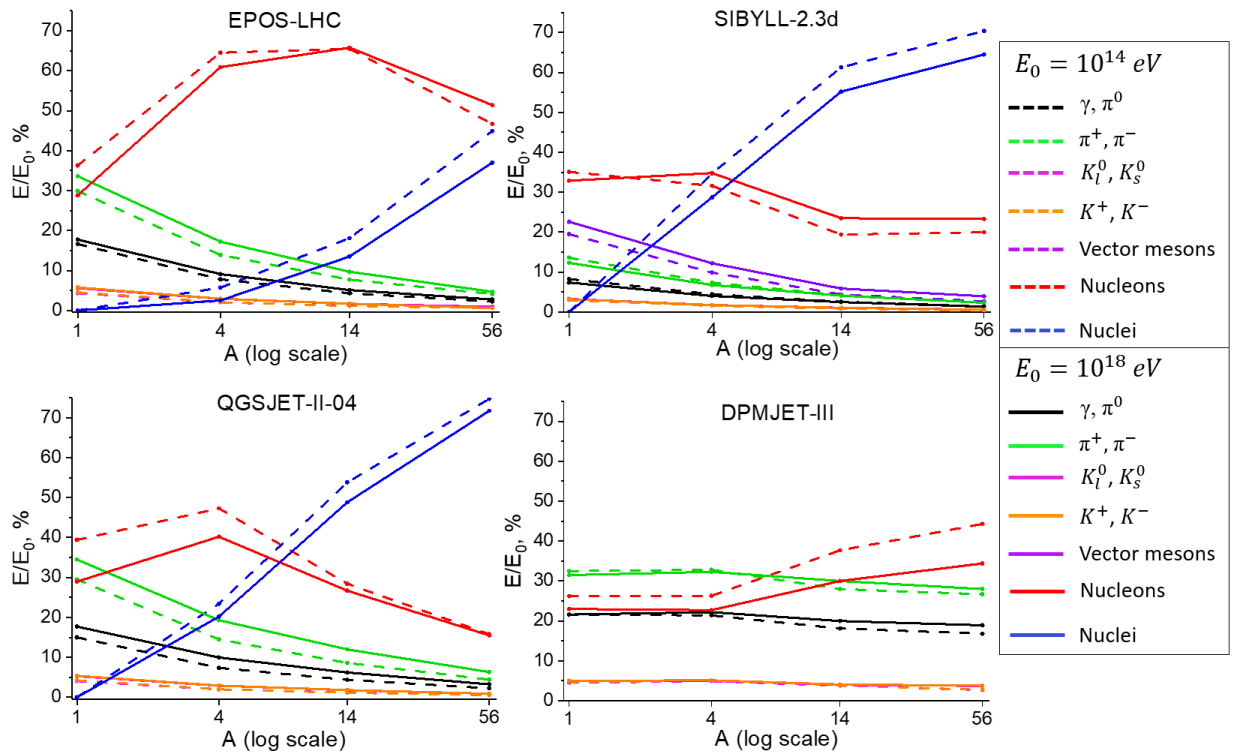 EPOS-LHC
70
60
50
40
30
20
10
0
E/E₀, %
1 4 14 56
A (log scale)
SIBYLL-2.3d
70
60
50
40
30
20
10
0
E/E₀, %
1 4 14 56
A (log scale)
QGSJET-II-04
70
60
50
40
30
20
10
0
E/E₀, %
1 4 14 56
A (log scale)
DPMJET-III
70
60
50
40
30
20
10
0
E/E₀, %
1 4 14 56
A (log scale)
E₀ = 10¹⁴ eV
γ, π⁰
π⁺, π⁻
K⁰ₗ, K⁰ₛ
K⁺, K⁻
Vector mesons
Nucleons
Nuclei
E₀ = 10¹⁸ eV
γ, π⁰
π⁺, π⁻
K⁰ₗ, K⁰ₛ
K⁺, K⁻
Vector mesons
Nucleons
Nuclei